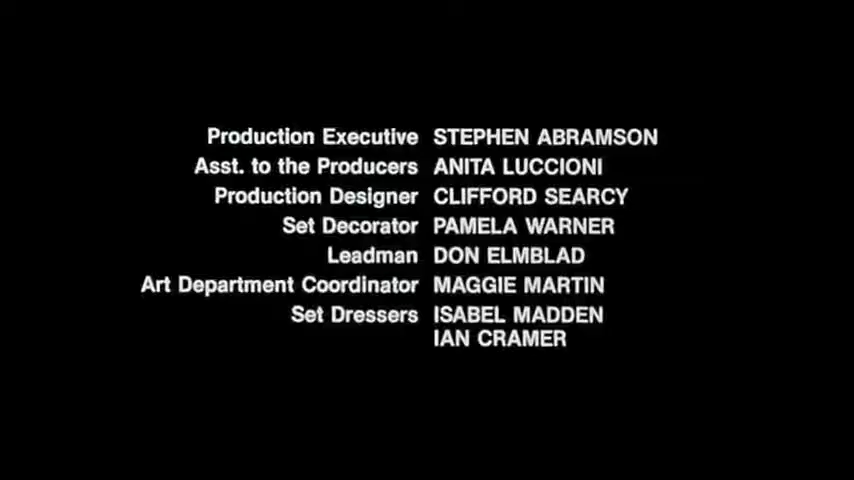 Production Executive STEPHEN ABRAMSON
Asst. to the Producers ANITA LUCCIONI
Production Designer CLIFFORD SEARCY
Set Decorator PAMELA WARNER
Leadman DON ELMBLAD
Art Department Coordinator MAGGIE MARTIN
Set Dressers ISABEL MADDEN
IAN CRAMER